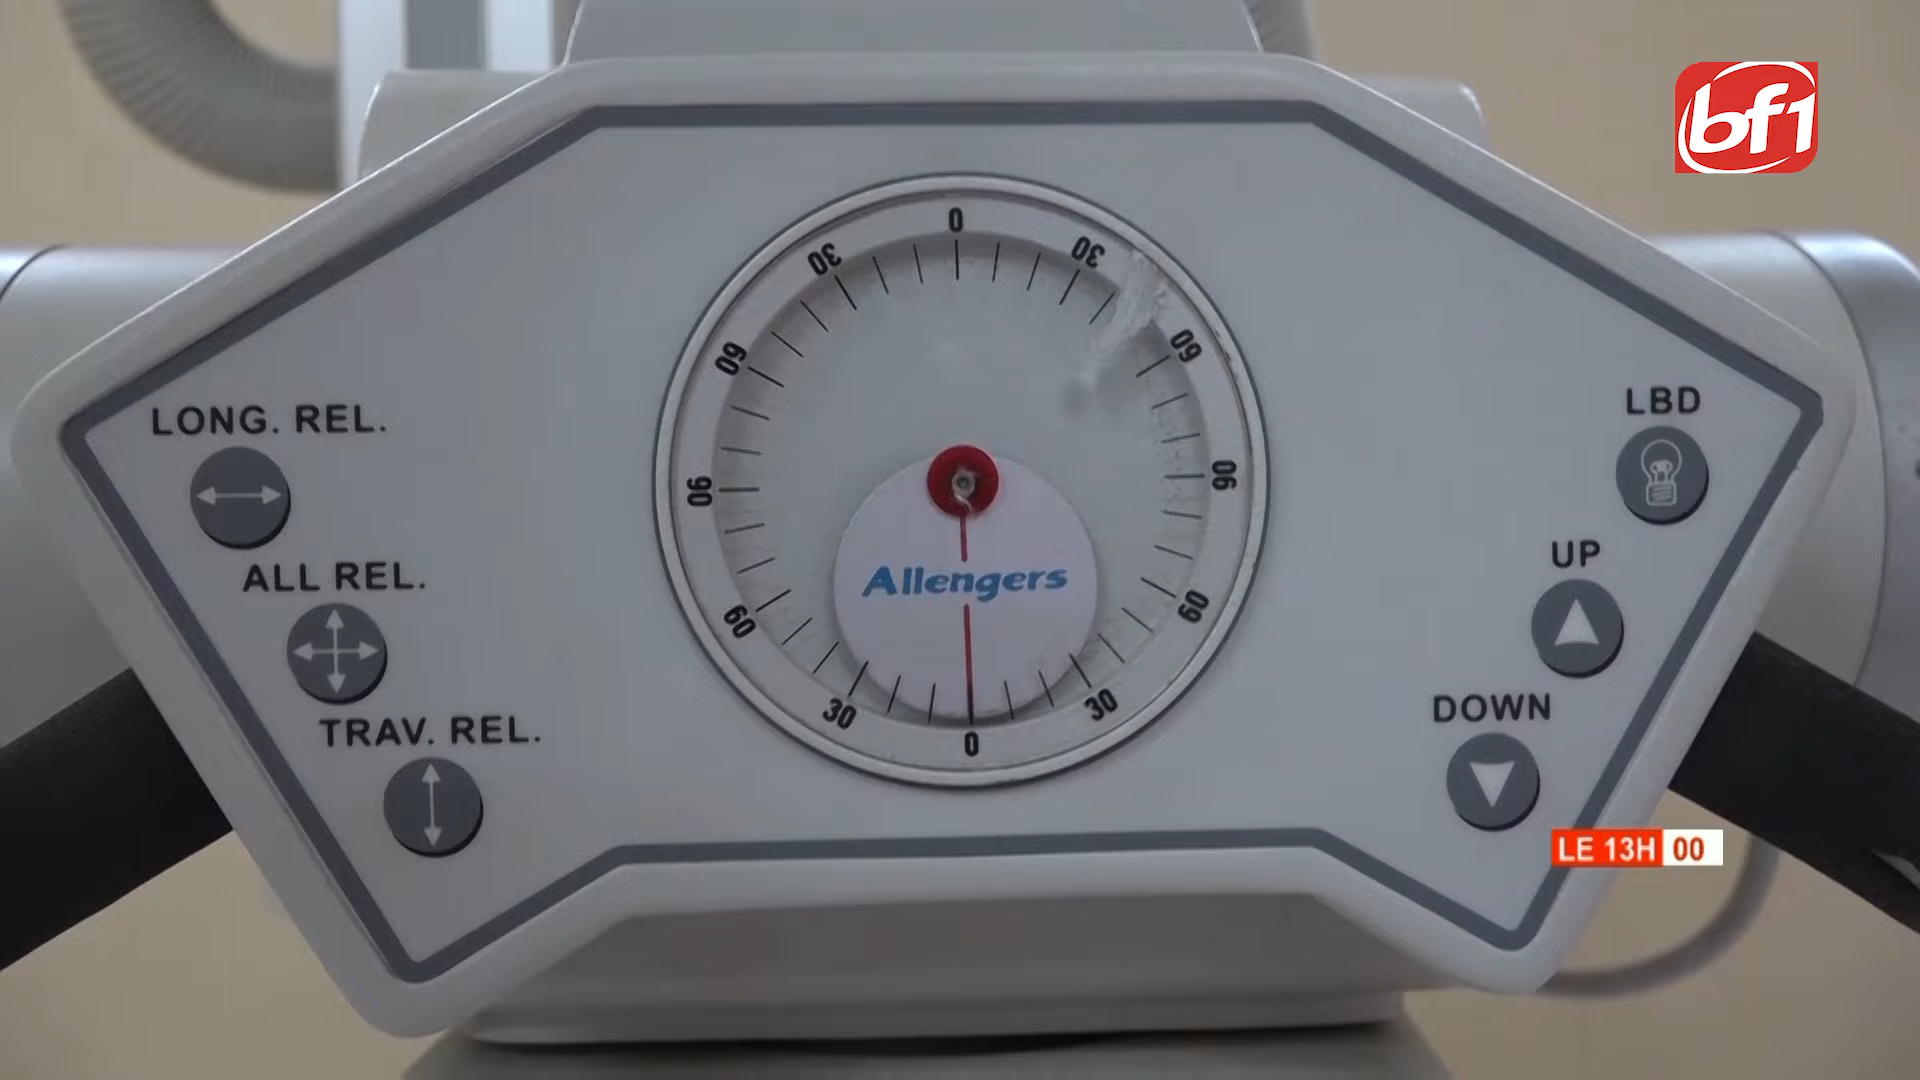 bf1
0
30
30
60
60
90
90
60
60
30
30
0
Allengers
LONG. REL.
ALL REL.
TRAV. REL.
LBD
UP
DOWN
LE 13H 00